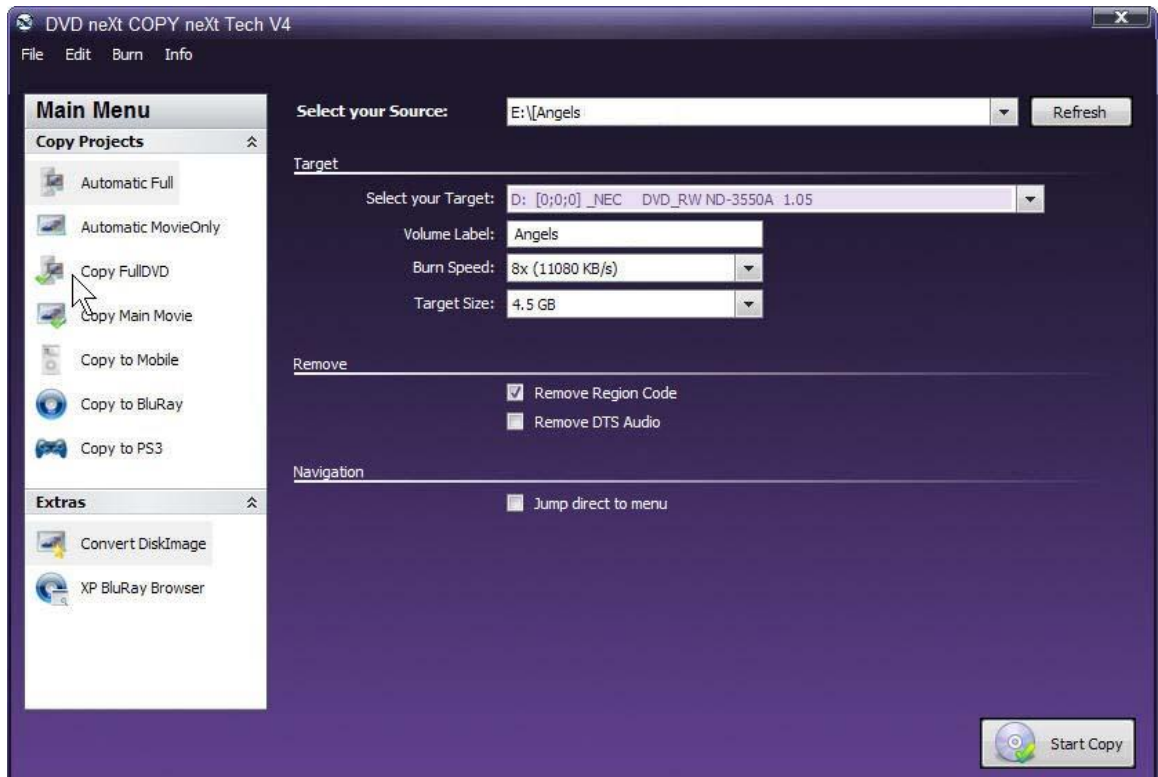 DVD neXt COPY neXt Tech V4
X
File Edit Burn Info
Main Menu
Copy Projects
Automatic Full
Automatic MovieOnly
Copy FullDVD
Copy Main Movie
Copy to Mobile
Copy to BluRay
Copy to PS3
Extras
Convert DiskImage
XP BluRay Browser
Select your Source: E:\[Angels Refresh
Target
Select your Target: D: [0;0;0] _NEC DVD_RW ND-3550A 1.05
Volume Label: Angels
Burn Speed: 8x (11080 KB/s)
Target Size: 4.5 GB
Remove
Remove Region Code
Remove DTS Audio
Navigation
Jump direct to menu
Start Copy